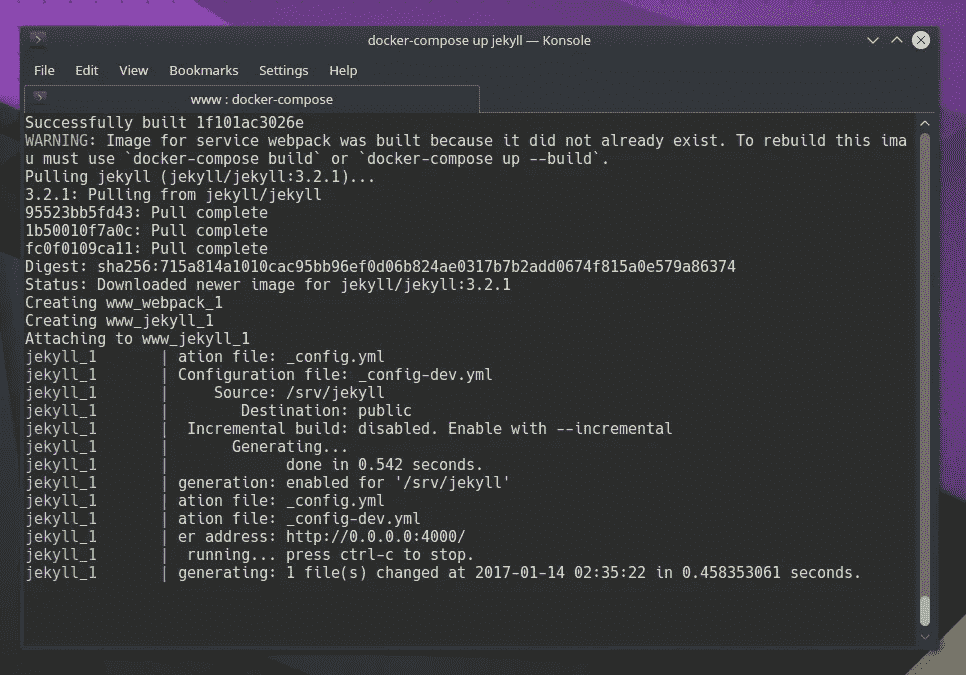 docker-compose up jekyll — Konsole
File Edit View Bookmarks Settings Help
www : docker-compose
Successfully built 1f101ac3026e
WARNING: Image for service webpack was built because it did not already exist. To rebuild this ima
u must use `docker-compose build` or `docker-compose up --build`.
Pulling jekyll (jekyll/jekyll:3.2.1)...
3.2.1: Pulling from jekyll/jekyll
95523bb5fd43: Pull complete
1b50010f7a0c: Pull complete
fc0f0109ca11: Pull complete
Digest: sha256:715a814a1010cac95bb96ef0d06b824ae0317b7b2add0674f815a0e579a86374
Status: Downloaded newer image for jekyll/jekyll:3.2.1
Creating www_webpack_1
Creating www_jekyll_1
Attaching to www_jekyll_1
jekyll_1       | ation file: _config.yml
jekyll_1       | Configuration file: _config-dev.yml
jekyll_1       |     Source: /srv/jekyll
jekyll_1       |        Destination: public
jekyll_1       |  Incremental build: disabled. Enable with --incremental
jekyll_1       |       Generating...
jekyll_1       |             done in 0.542 seconds.
jekyll_1       | generation: enabled for '/srv/jekyll'
jekyll_1       | ation file: _config.yml
jekyll_1       | ation file: _config-dev.yml
jekyll_1       | er address: http://0.0.0.0:4000/
jekyll_1       |  running... press ctrl-c to stop.
jekyll_1       | generating: 1 file(s) changed at 2017-01-14 02:35:22 in 0.458353061 seconds.